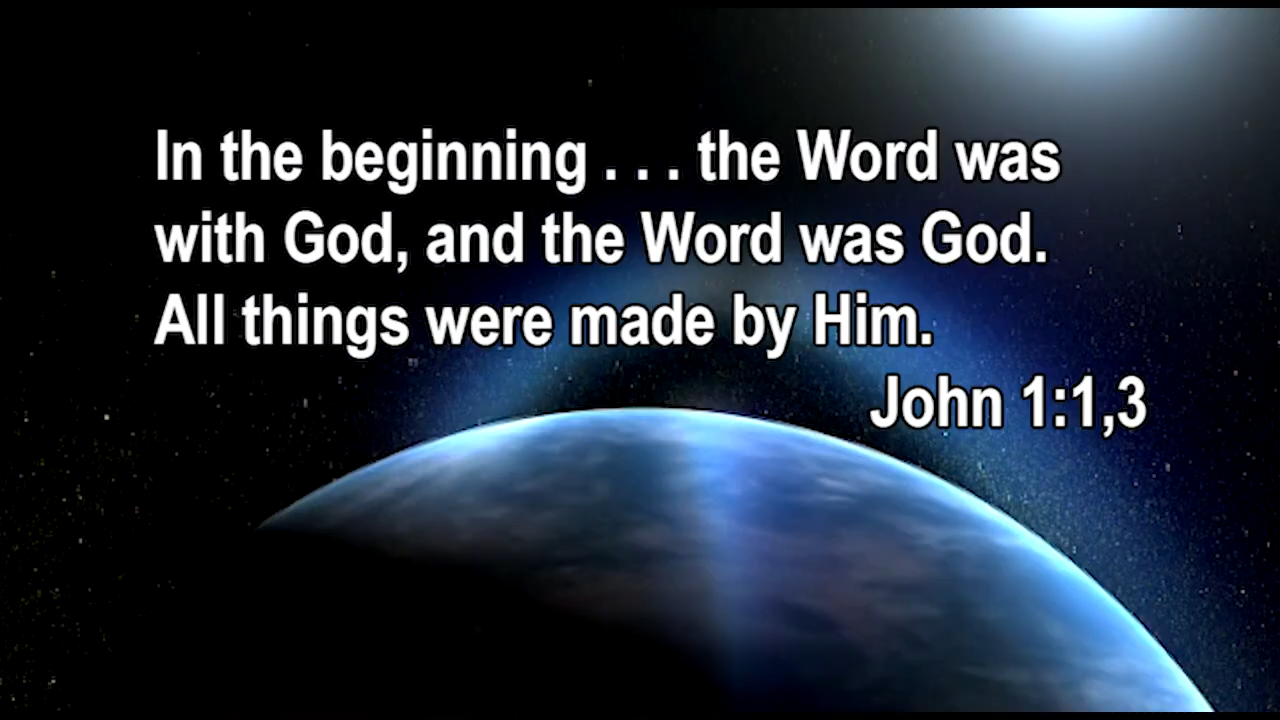 In the beginning . . . the Word was
with God, and the Word was God.
All things were made by Him.
John 1:1,3